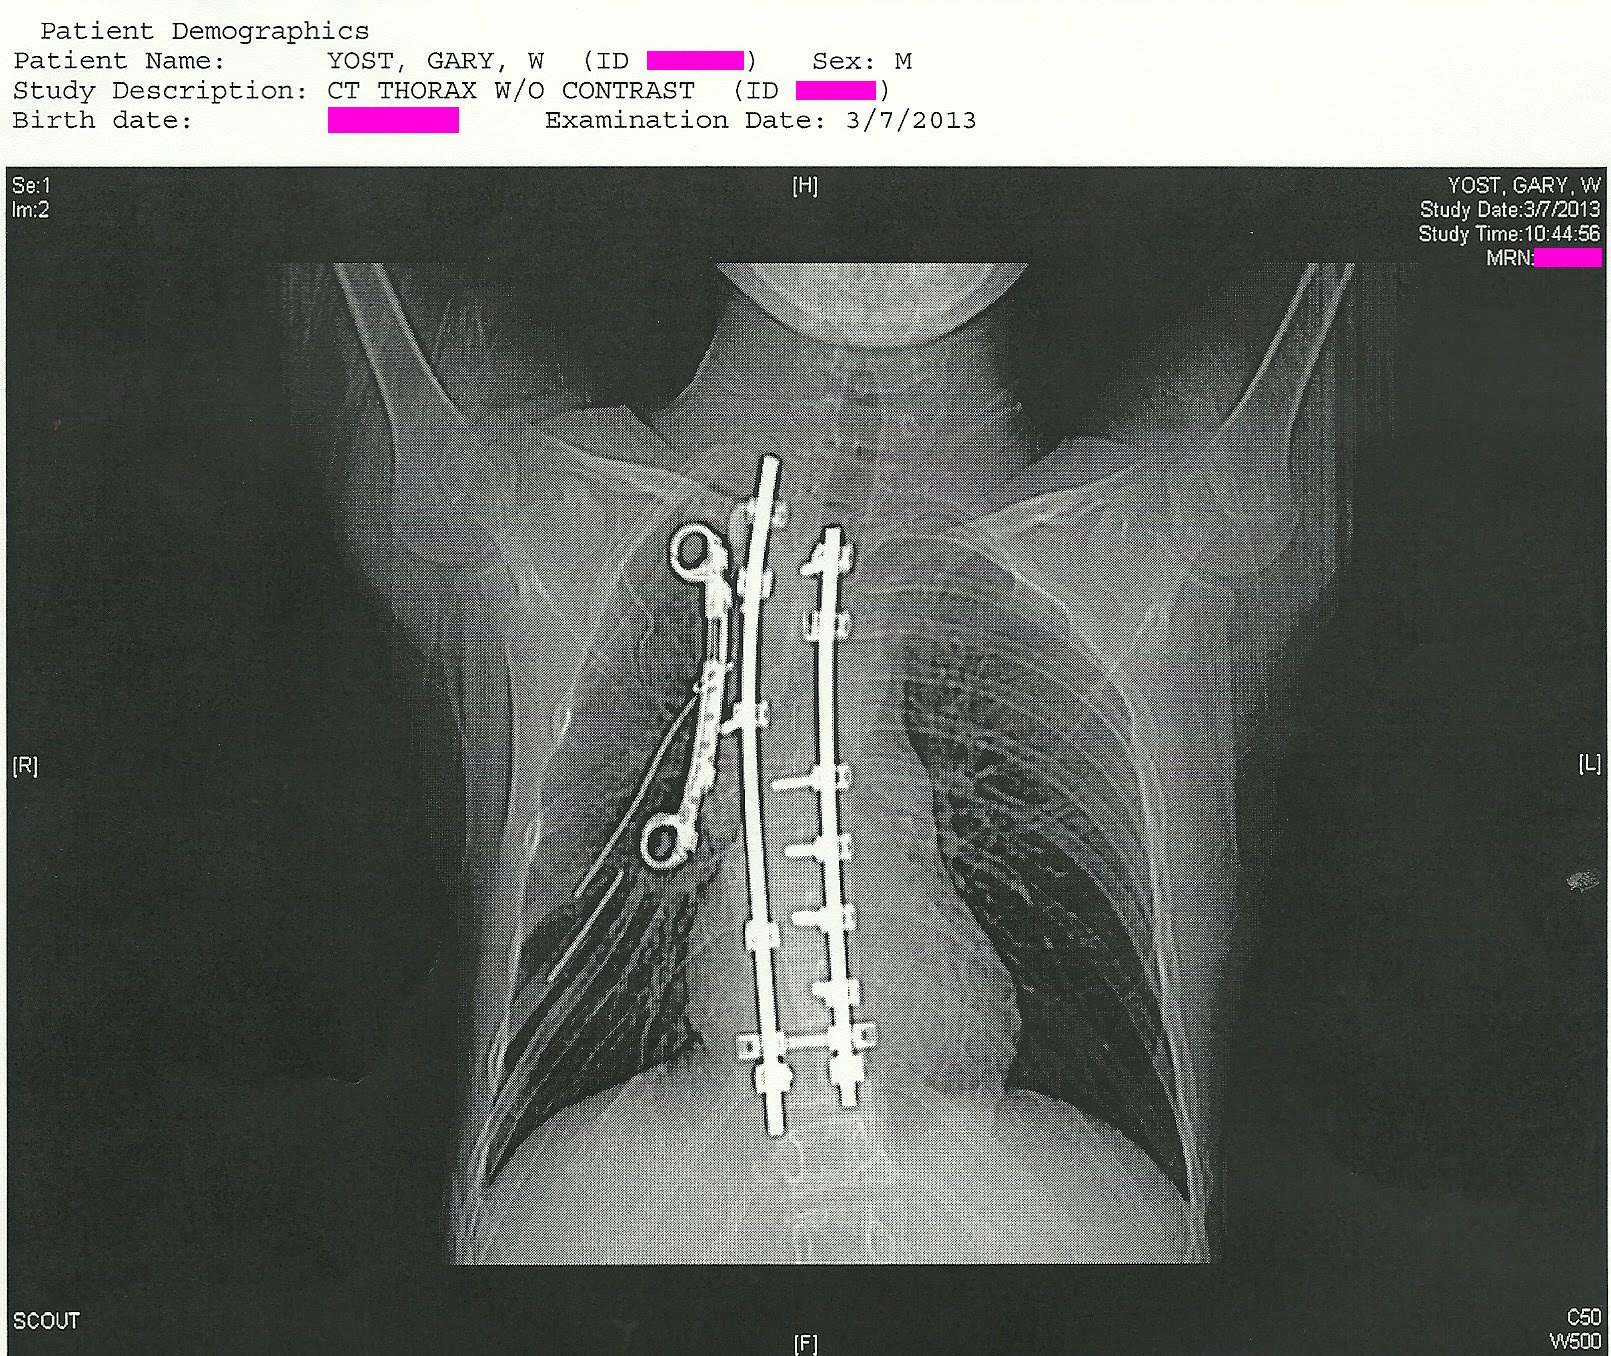 Patient Demographics
Patient Name: YOST, GARY, W (ID ) Sex: M
Study Description: CT THORAX W/O CONTRAST (ID )
Birth date: Examination Date: 3/7/2013
Se:1
Im:2
[H]
YOST, GARY, W
Study Date:3/7/2013
Study Time:10:44:56
MRN:
[R]
[L]
SCOUT
[F]
C50
W500